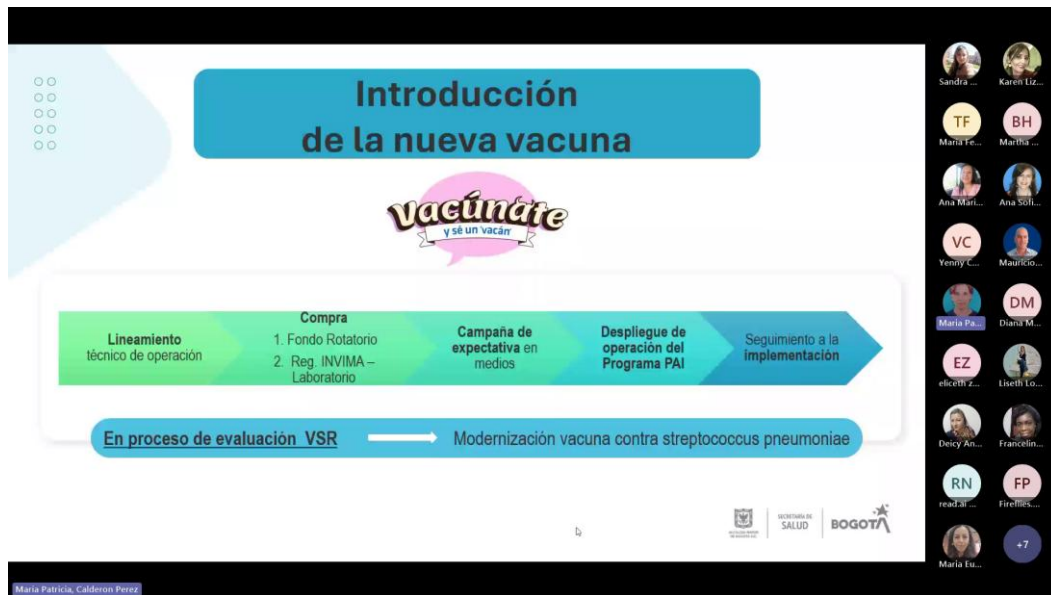 Introducción
de la nueva vacuna
Vacúnate
y sé un 'vacán'
Lineamiento
técnico de operación
Compra
1. Fondo Rotatorio
2. Reg. INVIMA –
Laboratorio
Campaña de
expectativa en
medios
Despliegue de
operación del
Programa PAI
Seguimiento a la
implementación
En proceso de evaluación VSR
Modernización vacuna contra streptococcus pneumoniae
SECRETARÍA DE
SALUD
BOGOTÁ
Sandra ...
Karen Liz...
TF
BH
Maria Fe...
Martha ...
Ana Mari...
Ana Sofi...
VC
Yenny C...
Mauricio...
DM
Maria Pa...
Diana M...
EZ
eliceth z...
Liseth Lo...
Deicy An...
Francelin...
RN
FP
read.ai ...
Fireflies....
+7
Maria Eu...
Maria Patricia, Calderon Perez